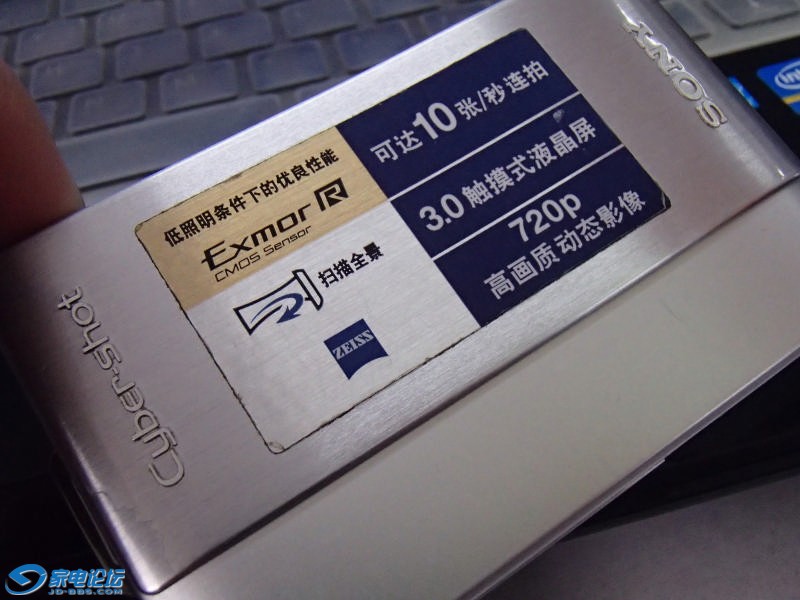 SONY
intel
低照明条件下的优良性能
Exmor R
CMOS Sensor
扫描全景
ZEISS
可达10张/秒连拍
3.0 触摸式液晶屏
720p
高画质动态影像
Cyber-shot
家电论坛
JD-BBS.COM